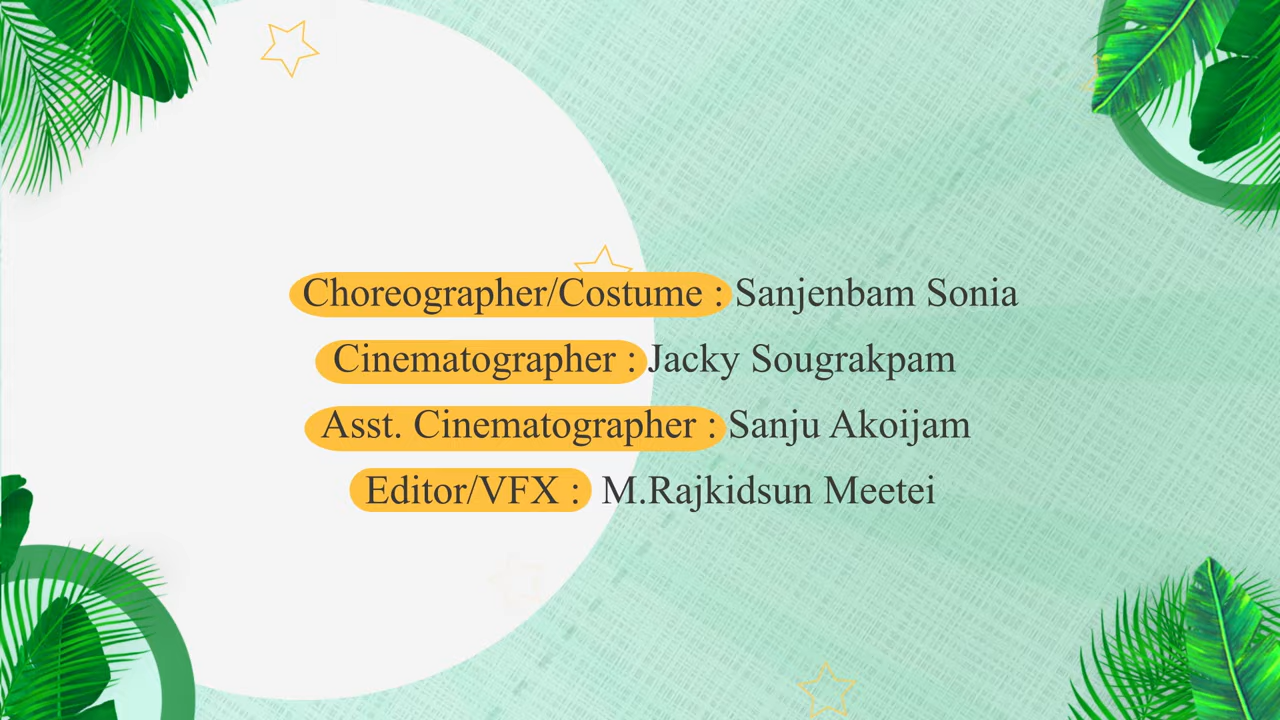 Choreographer/Costume : Sanjenbam Sonia
Cinematographer : Jacky Sougrakpam
Asst. Cinematographer : Sanju Akoijam
Editor/VFX : M.Rajkidsun Meetei